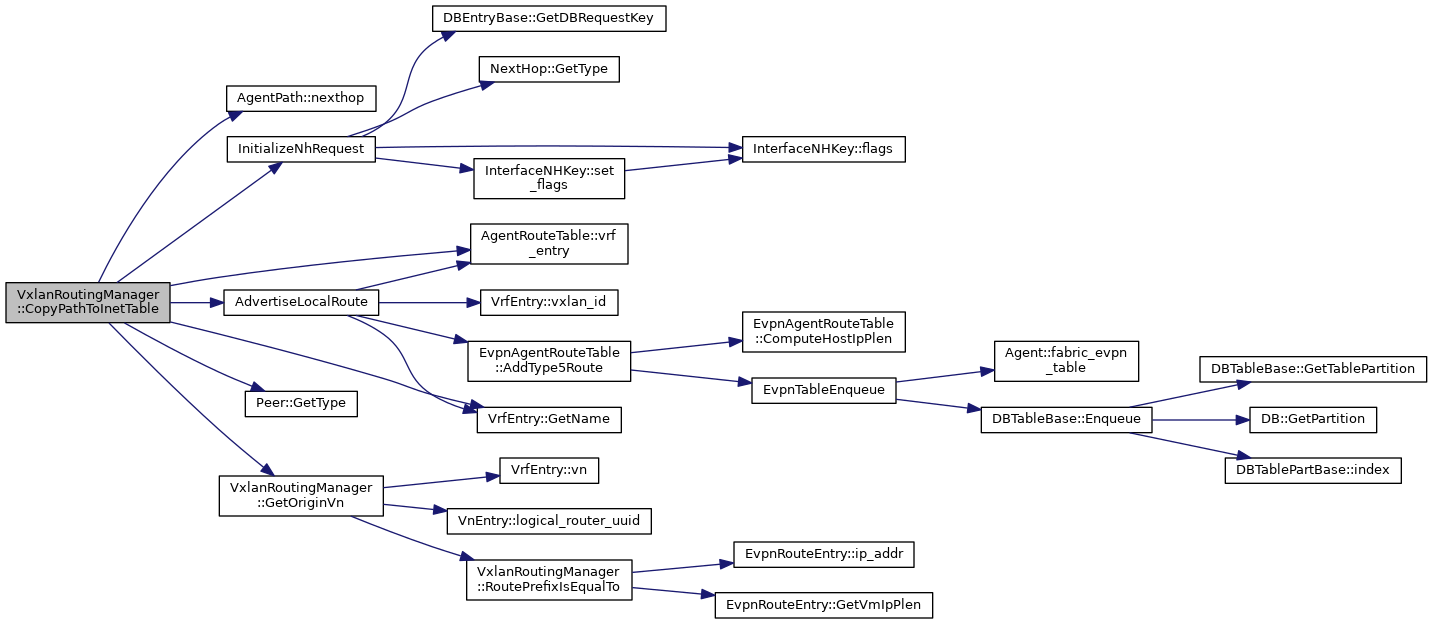 VxlanRoutingManager
::CopyPathToInetTable
AgentPath::nexthop
InitializeNhRequest
DBEntryBase::GetDBRequestKey
NextHop::GetType
InterfaceNHKey::flags
InterfaceNHKey::set
_flags
AgentRouteTable::vrf
_entry
AdvertiseLocalRoute
VrfEntry::vxlan_id
EvpnAgentRouteTable
::AddType5Route
EvpnAgentRouteTable
::ComputeHostIpPlen
EvpnTableEnqueue
Agent::fabric_evpn
_table
DBTableBase::Enqueue
DBTableBase::GetTablePartition
DB::GetPartition
DBTablePartBase::index
Peer::GetType
VrfEntry::GetName
VxlanRoutingManager
::GetOriginVn
VrfEntry::vn
VnEntry::logical_router_uuid
VxlanRoutingManager
::RoutePrefixIsEqualTo
EvpnRouteEntry::ip_addr
EvpnRouteEntry::GetVmIpPlen